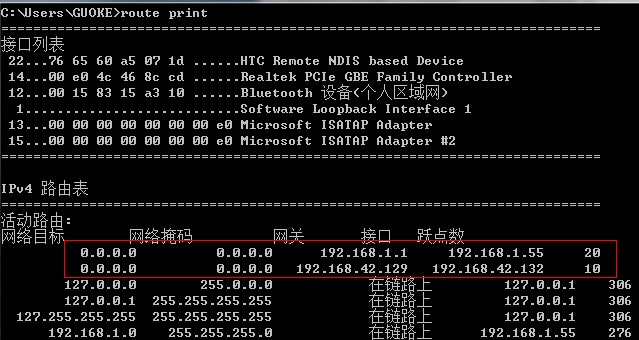 C:\Users\GUOKE>route print
===========================================================================
接口列表
 22...76 65 60 a5 07 1d ......HTC Remote NDIS based Device
 14...00 e0 4c 46 8c cd ......Realtek PCIe GBE Family Controller
 12...00 15 83 15 a3 10 ......Bluetooth 设备(个人区域网)
  1...........................Software Loopback Interface 1
 13...00 00 00 00 00 00 00 e0 Microsoft ISATAP Adapter
 15...00 00 00 00 00 00 00 e0 Microsoft ISATAP Adapter #2
===========================================================================
IPv4 路由表
===========================================================================
活动路由:
网络目标 网络掩码 网关 接口 跃点数
0.0.0.0 0.0.0.0 192.168.1.1 192.168.1.55 20
0.0.0.0 0.0.0.0 192.168.42.129 192.168.42.132 10
127.0.0.0 255.0.0.0 在链路上 127.0.0.1 306
127.0.0.1 255.255.255.255 在链路上 127.0.0.1 306
127.255.255.255 255.255.255.255 在链路上 127.0.0.1 306
192.168.1.0 255.255.255.0 在链路上 192.168.1.55 276